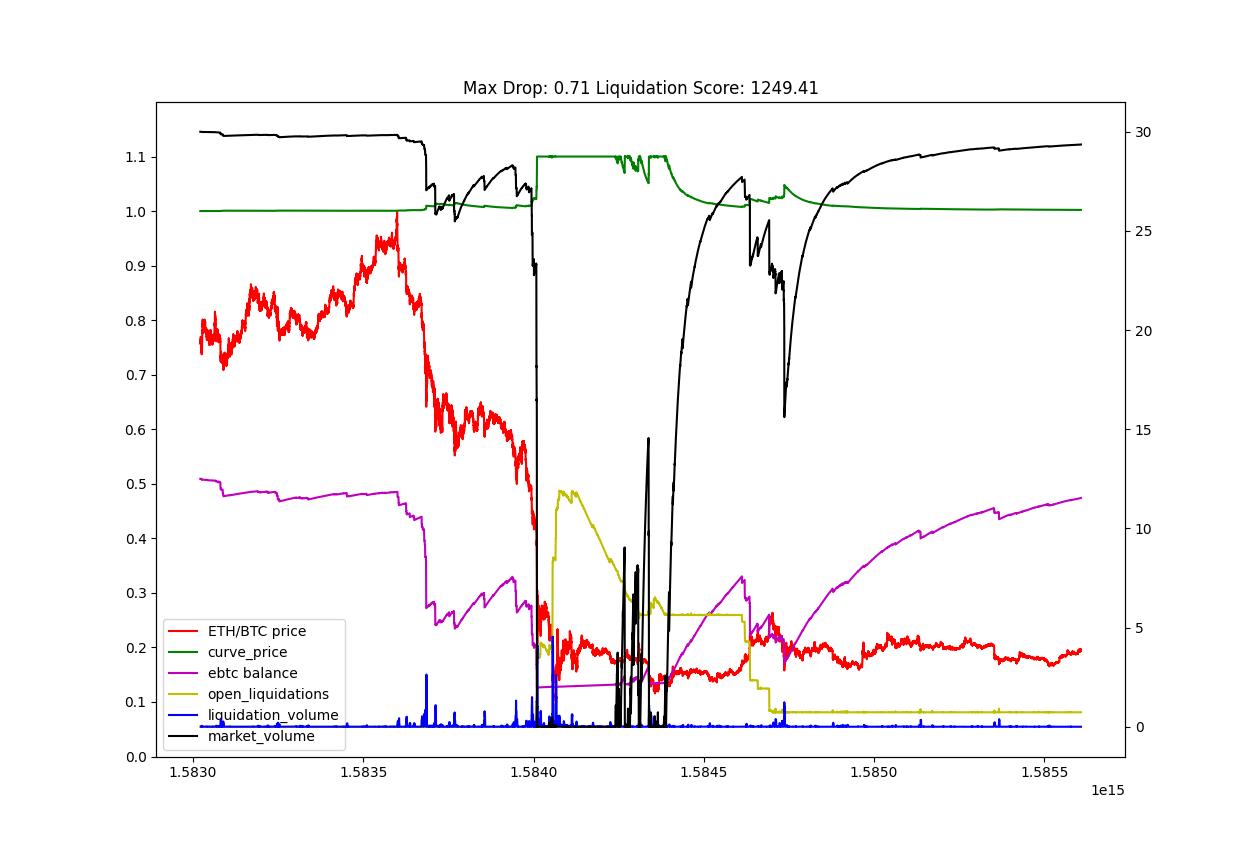 Max Drop: 0.71 Liquidation Score: 1249.41
1.1
1.0
0.9
0.8
0.7
0.6
0.5
0.4
0.3
0.2
0.1
0.0
30
25
20
15
10
5
0
ETH/BTC price
curve_price
ebtc balance
open_liquidations
liquidation_volume
market_volume
1.5830 1.5835 1.5840 1.5845 1.5850 1.5855
1e15